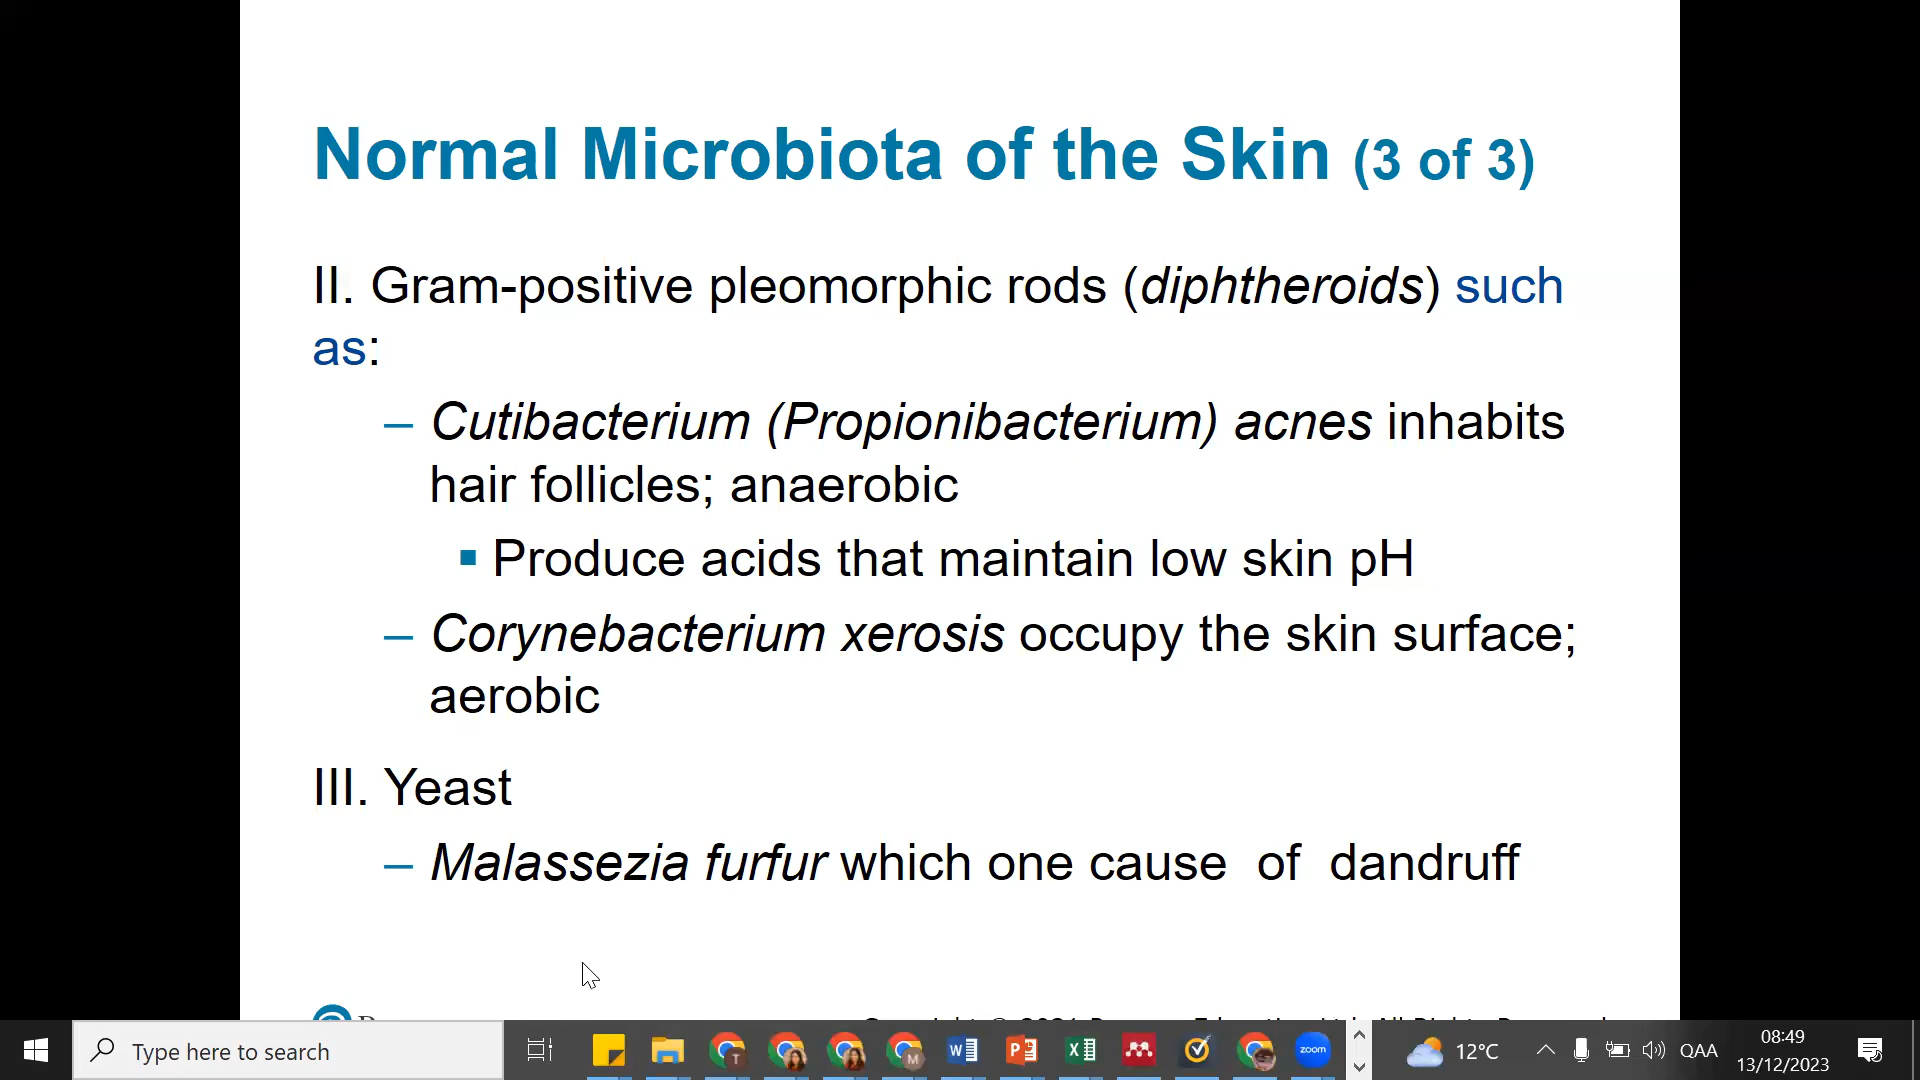 Normal Microbiota of the Skin (3 of 3)
II. Gram-positive pleomorphic rods (diphtheroids) such
as:
– Cutibacterium (Propionibacterium) acnes inhabits
hair follicles; anaerobic
▪ Produce acids that maintain low skin pH
– Corynebacterium xerosis occupy the skin surface;
aerobic
III. Yeast
– Malassezia furfur which one cause of dandruff
Type here to search
T
M
zoom
12°C
QAA
08:49
13/12/2023